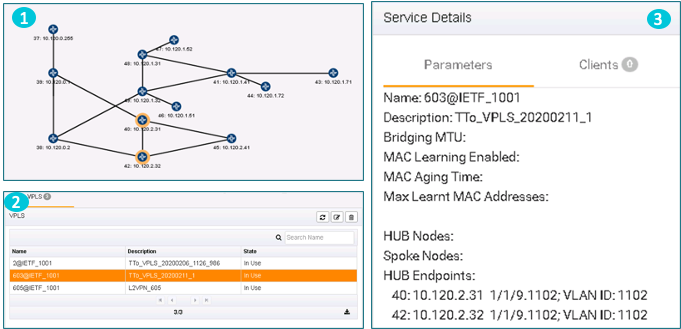 1
37: 10.120.0.255
47: 10.120.1.52
48: 10.120.1.31
38: 10.120.0.1
41: 10.120.1.41
43: 10.120.1.71
44: 10.120.1.72
49: 10.120.1.32
46: 10.120.1.51
40: 10.120.2.31
39: 10.120.0.2
45: 10.120.2.41
42: 10.120.2.32
2
VPLS
VPLS
Search Name
Name Description State
2@IETF_1001 TTo_VPLS_20200206_1126_986 In Use
603@IETF_1001 TTo_VPLS_20200211_1 In Use
605@IETF_1001 L2VPN_605 In Use
3/3
Service Details
3
Parameters Clients 0
Name: 603@IETF_1001
Description: TTo_VPLS_20200211_1
Bridging MTU:
MAC Learning Enabled:
MAC Aging Time:
Max Learnt MAC Addresses:
HUB Nodes:
Spoke Nodes:
HUB Endpoints:
40: 10.120.2.31 1/1/9.1102; VLAN ID: 1102
42: 10.120.2.32 1/1/9.1102; VLAN ID: 1102